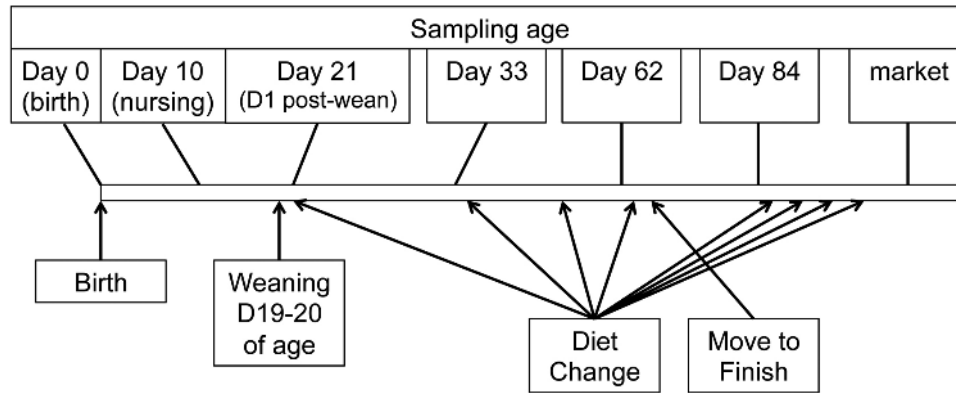 Sampling age
Day 0
(birth)
Day 10
(nursing)
Day 21
(D1 post-wean)
Day 33
Day 62
Day 84
market
Birth
Weaning
D19-20
of age
Diet
Change
Move to
Finish